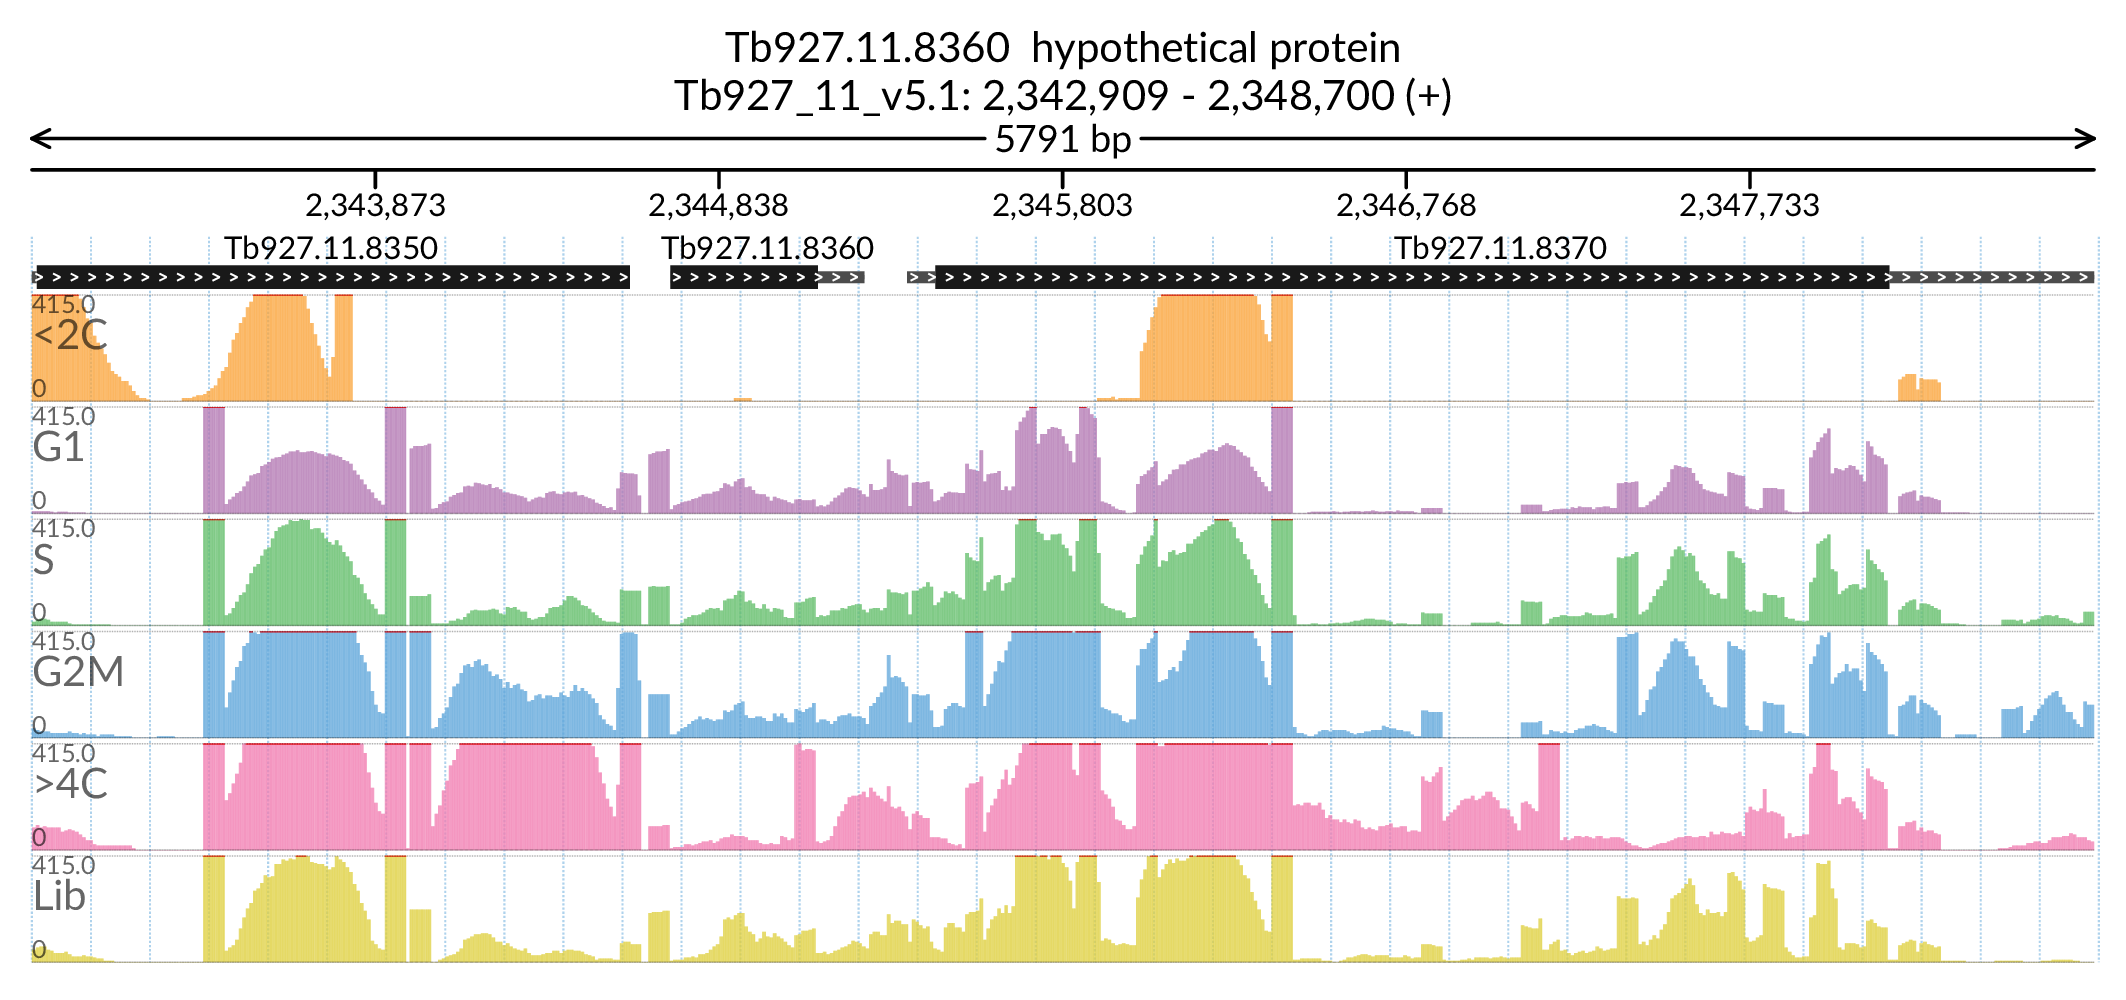 Tb927.11.8360 hypothetical protein
Tb927_11_v5.1: 2,342,909 - 2,348,700 (+)
5791 bp
2,343,873 2,344,838 2,345,803 2,346,768 2,347,733
Tb927.11.8350 Tb927.11.8360 Tb927.11.8370
415.0
<2C
0
415.0
G1
0
415.0
S
0
415.0
G2M
0
415.0
>4C
0
415.0
Lib
0